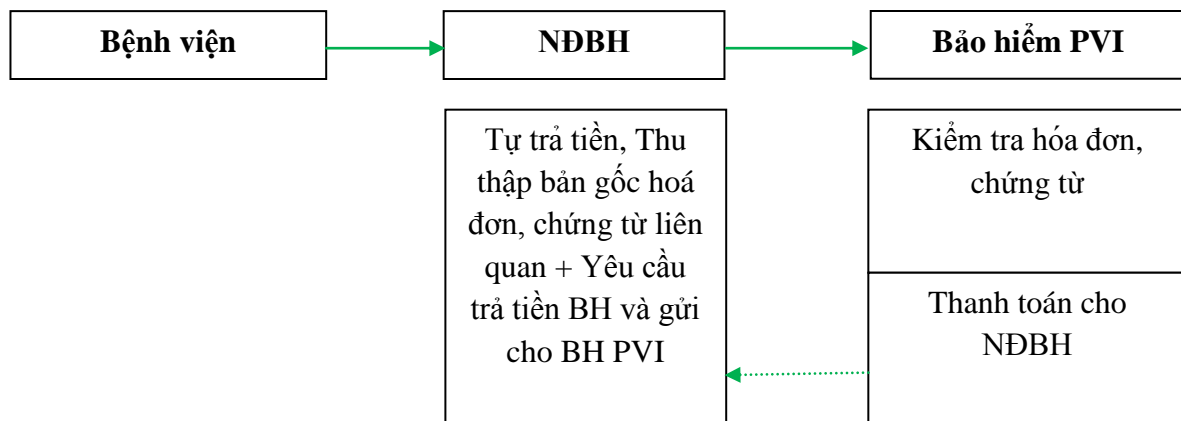 Bệnh viện
NĐBH
Bảo hiểm PVI
Tự trả tiền, Thu
thập bản gốc hoá
đơn, chứng từ liên
quan + Yêu cầu
trả tiền BH và gửi
cho BH PVI
Kiểm tra hóa đơn,
chứng từ
Thanh toán cho
NĐBH